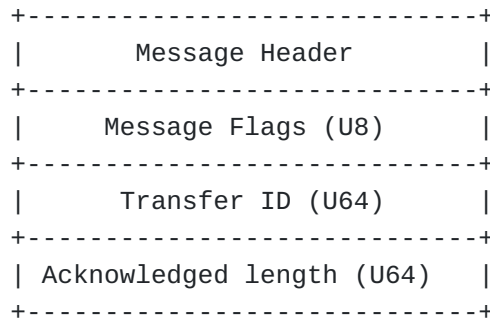 +-----------------------------+
|       Message Header        |
+-----------------------------+
|     Message Flags (U8)      |
+-----------------------------+
|      Transfer ID (U64)      |
+-----------------------------+
| Acknowledged length (U64)   |
+-----------------------------+